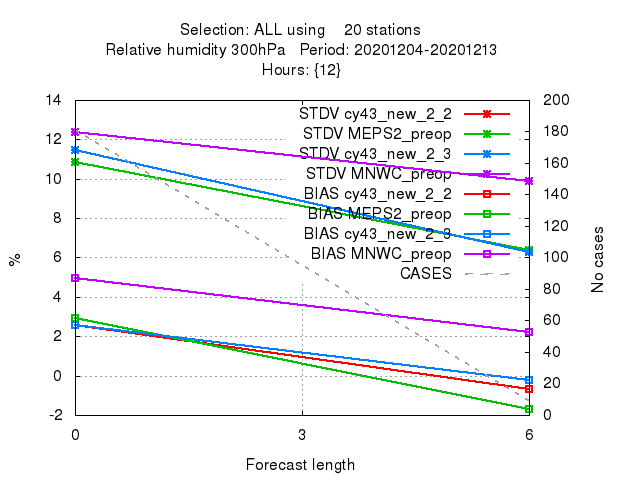 Selection: ALL using 20 stations
Relative humidity 300hPa Period: 20201204-20201213
Hours: {12}
14 200
STDV cy43_new_2_2
180
12 STDV MEPS2_preop
160
STDV cy43_new_2_3
10 STDV MNWC_preop
140
BIAS cy43_new_2_2
8 BIAS MEPS2_preop 120
BIAS cy43_new_2_3
6 BIAS MNWC_preop 100
CASES
% No cases
4 80
60
2 40
0 20
-2 0
0 3 6
Forecast length